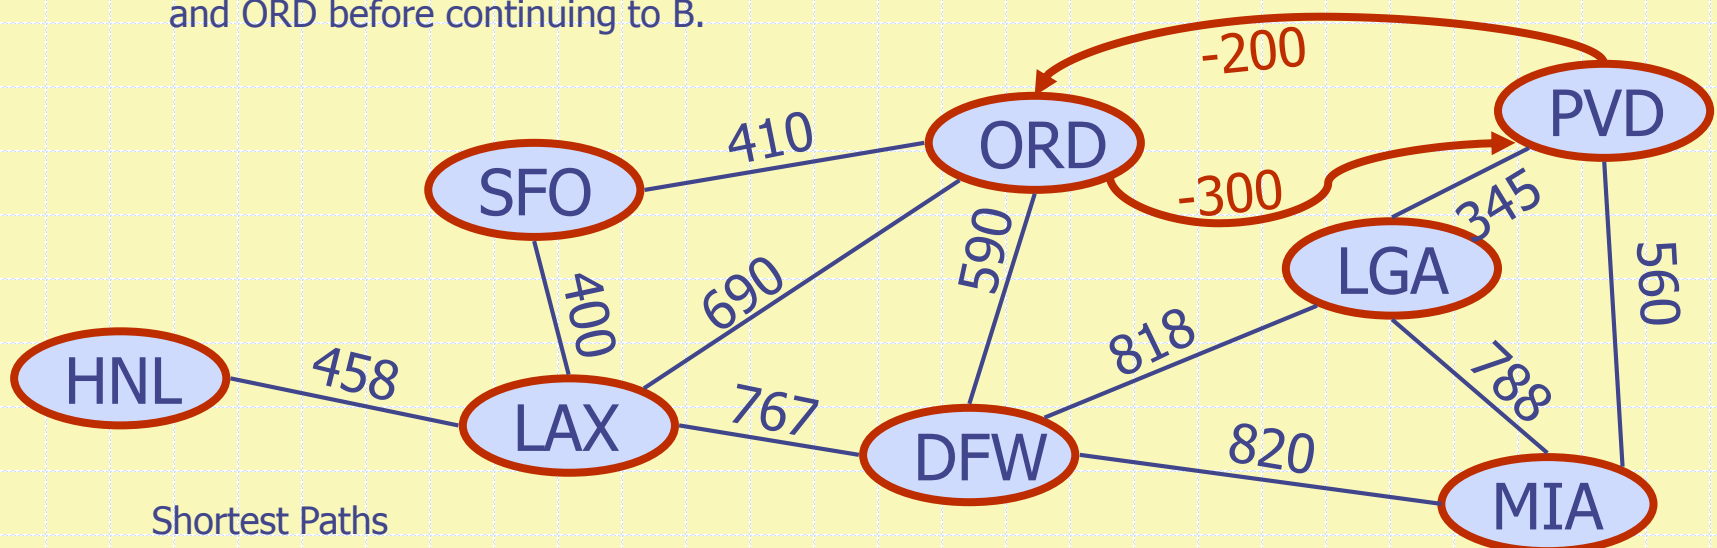 and ORD before continuing to B.
-200
PVD
410
ORD
SFO
-300
345
590
LGA
560
400
690
818
HNL
458
788
LAX
767
DFW
820
MIA
Shortest Paths